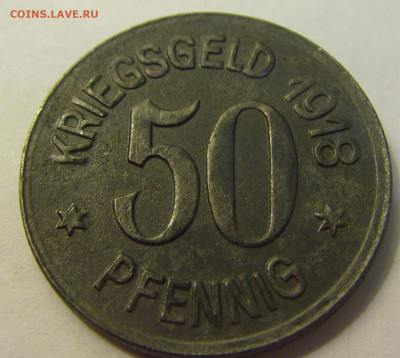 COINS.LAVE.RU
KRIEGSGELD 1918
50
PFENNIG